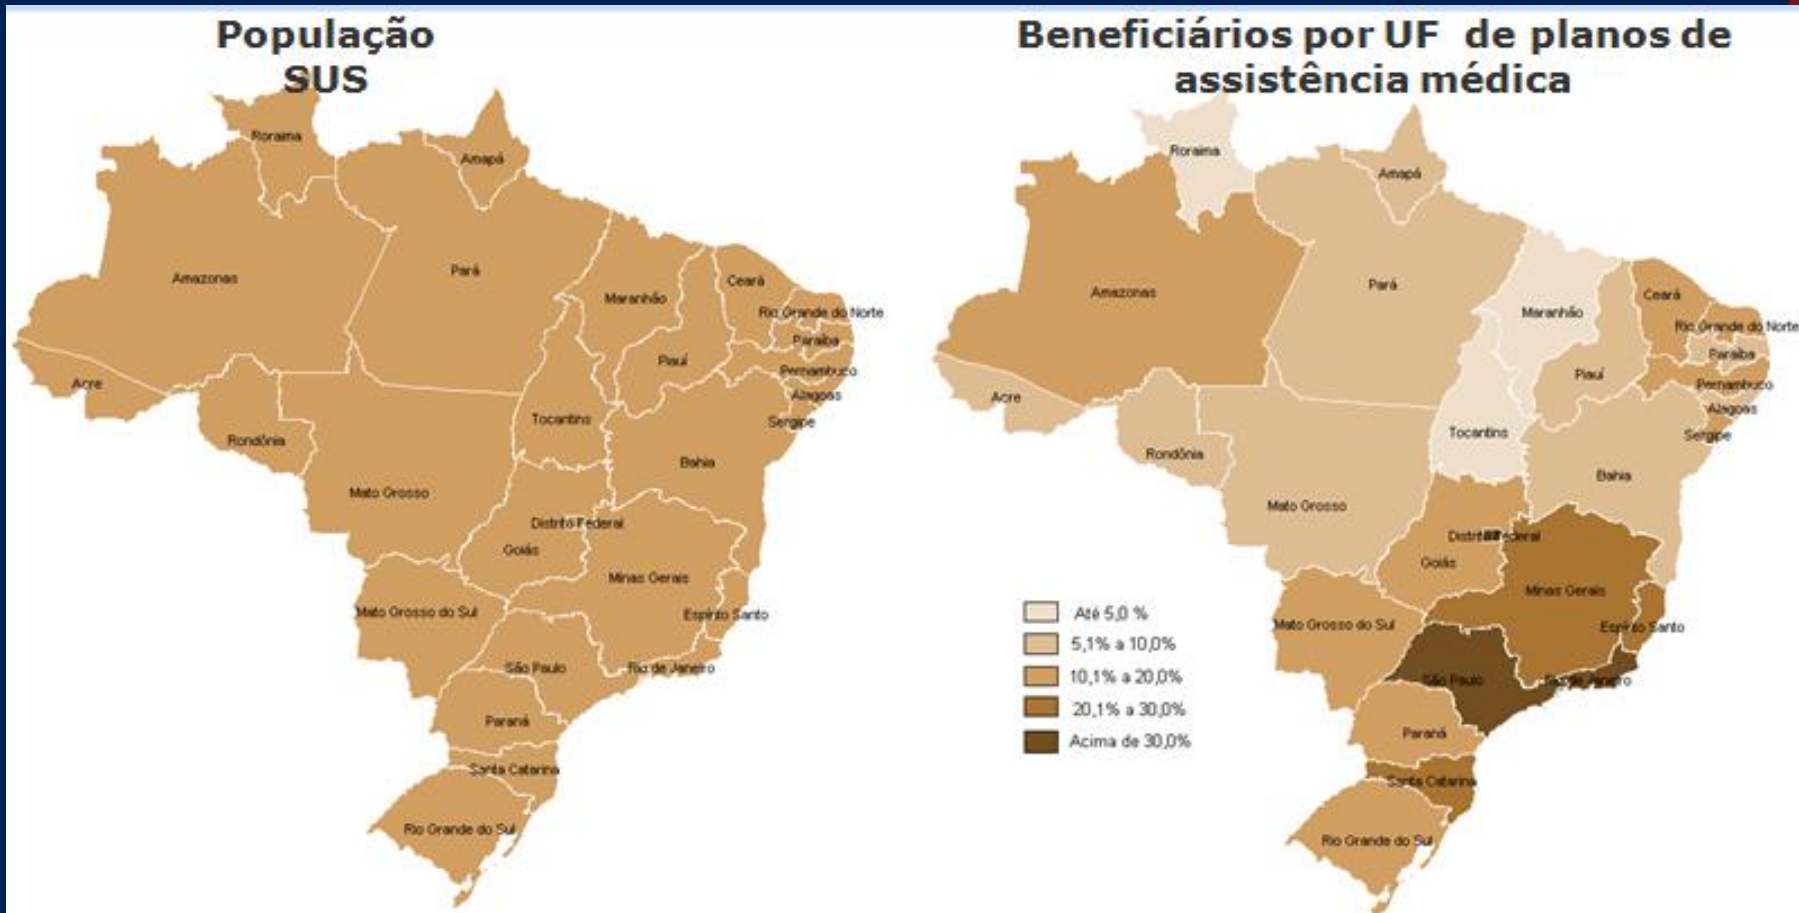 População
SUS
Roraima
Amapá
Amazonas
Pará
Maranhão
Ceará
Rio Grande do Norte
Paraíba
Piauí
Pernambuco
Acre
Alagoas
Tocantins
Sergipe
Rondônia
Bahia
Mato Grosso
Distrito Federal
Goiás
Minas Gerais
Mato Grosso do Sul
Espírito Santo
São Paulo
Rio de Janeiro
Paraná
Santa Catarina
Rio Grande do Sul
Beneficiários por UF de planos de
assistência médica
Roraima
Amapá
Amazonas
Pará
Maranhão
Ceará
Rio Grande do Norte
Paraíba
Piauí
Pernambuco
Acre
Alagoas
Tocantins
Sergipe
Rondônia
Bahia
Mato Grosso
Distrito Federal
Goiás
Minas Gerais
Mato Grosso do Sul
Espírito Santo
São Paulo
Rio de Janeiro
Paraná
Santa Catarina
Rio Grande do Sul
Até 5,0 %
5,1% a 10,0%
10,1% a 20,0%
20,1% a 30,0%
Acima de 30,0%